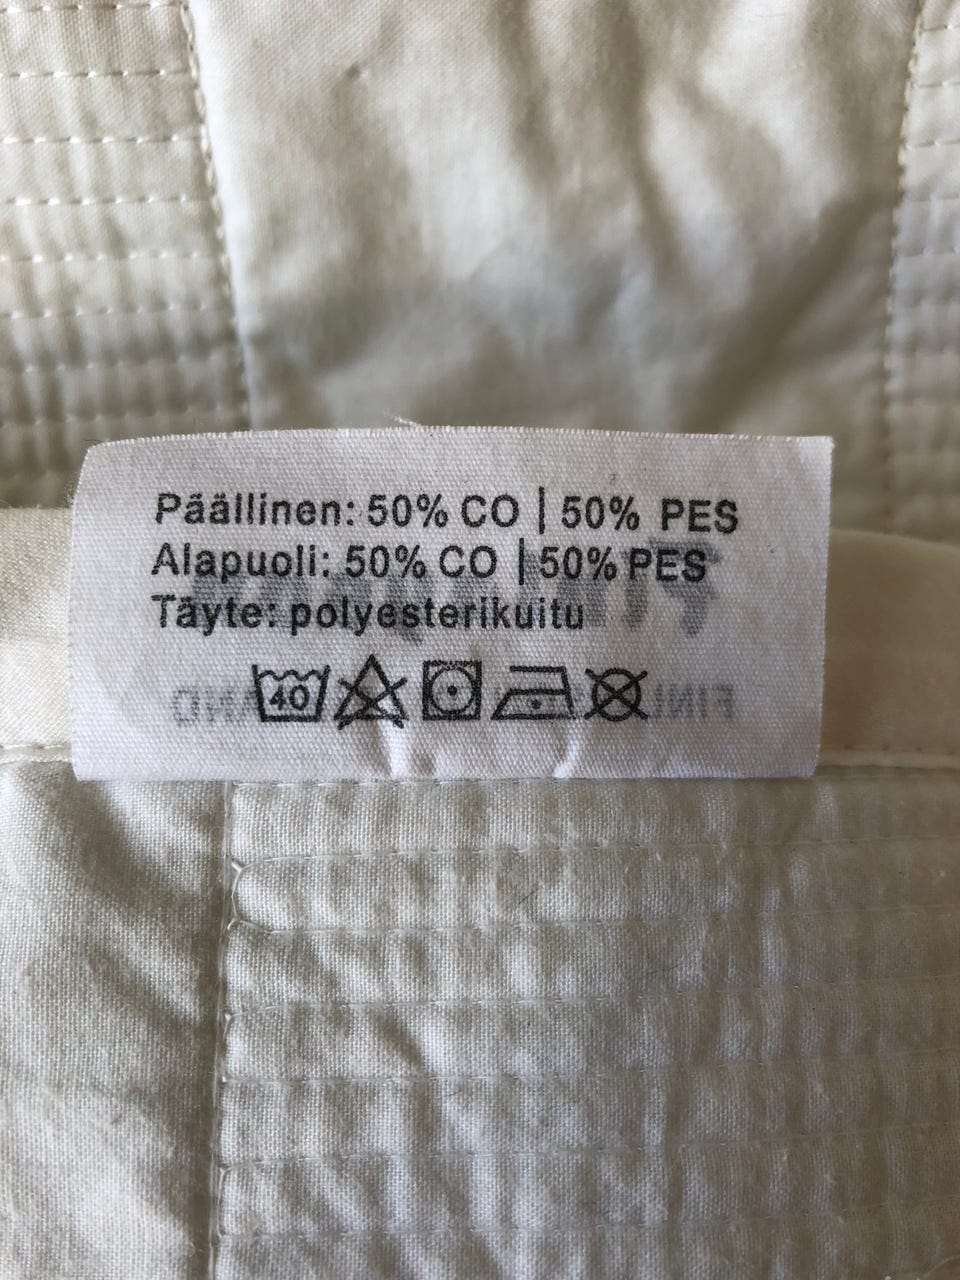 Päällinen: 50% CO | 50% PES
Alapuoli: 50% CO | 50% PES
Täyte: polyesterikuitu
40